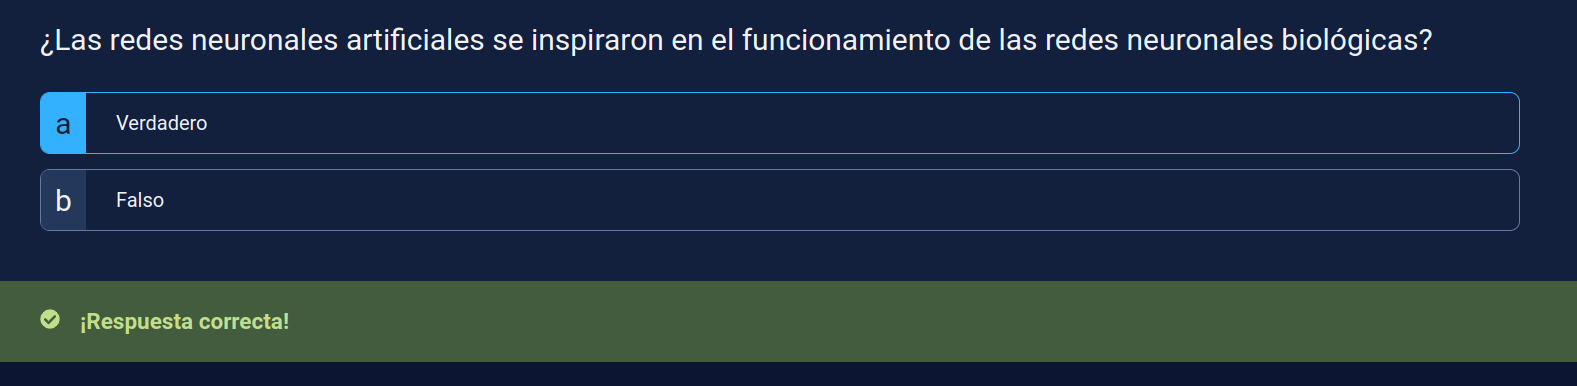 ¿Las redes neuronales artificiales se inspiraron en el funcionamiento de las redes neuronales biológicas?
a Verdadero
b Falso
¡Respuesta correcta!